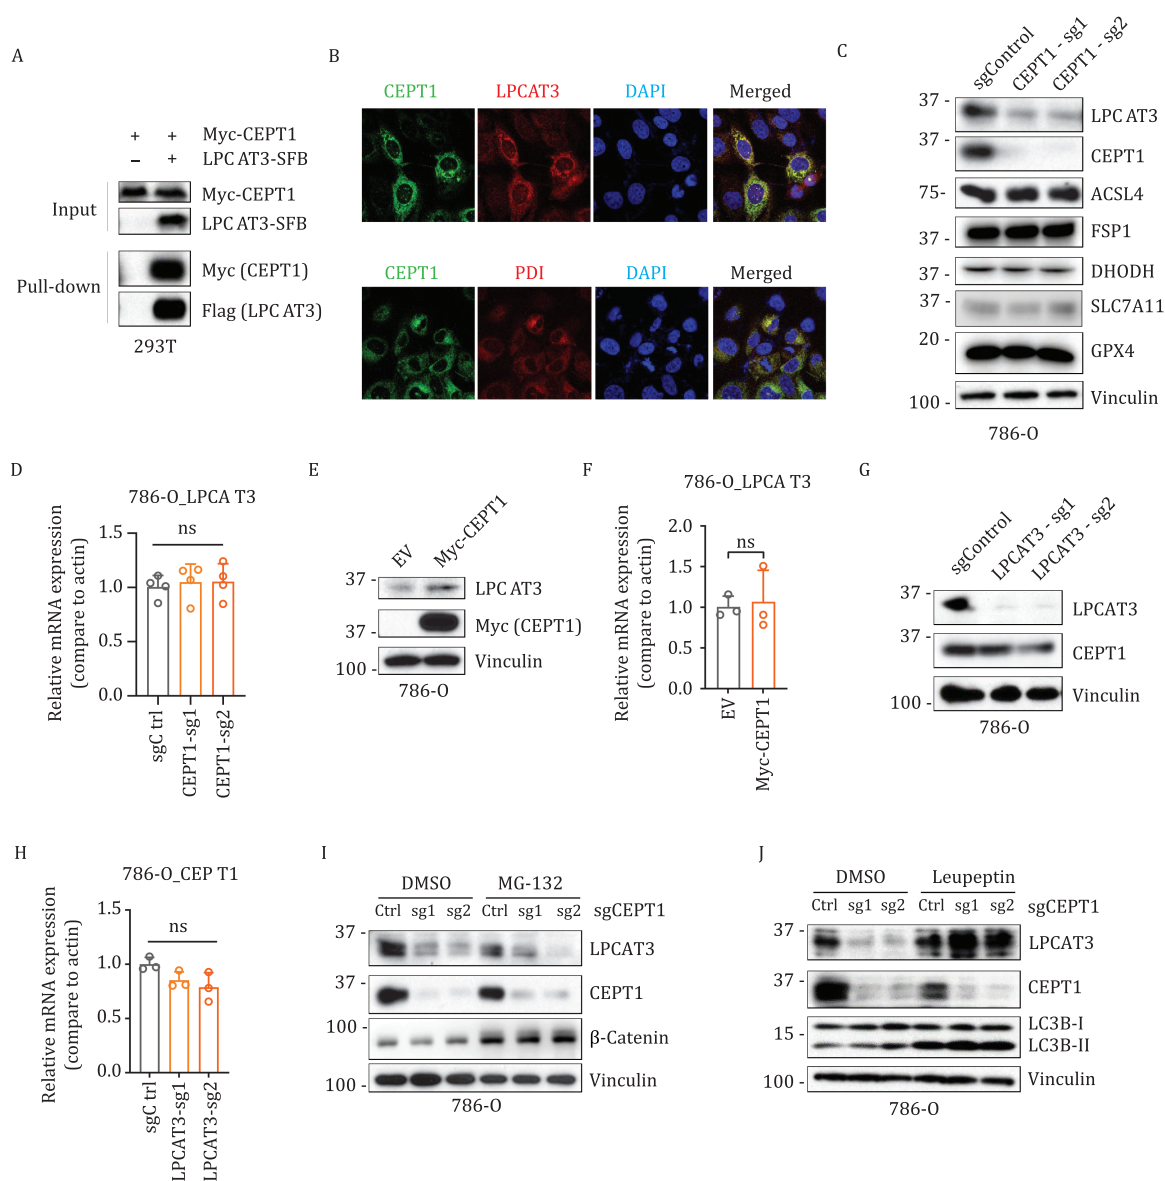 A
+ + Myc-CEPT1
– + LPC AT3-SFB
Input
Myc-CEPT1
LPC AT3-SFB
Pull-down
Myc (CEPT1)
Flag (LPC AT3)
293T
B
CEPT1 LPCAT3 DAPI Merged
CEPT1 PDI DAPI Merged
C
sgControl CEPT1 - sg1 CEPT1 - sg2
37 - LPC AT3
37 - CEPT1
75- ACSL4
37 - FSP1
37 - DHODH
37 - SLC7A11
20 - GPX4
100 - Vinculin
786-O
D
786-O_LPCA T3
Relative mRNA expression
(compare to actin)
1.5
1.0
0.5
0.0
ns
sgC trl
CEPT1-sg1
CEPT1-sg2
E
EV Myc-CEPT1
37 - LPC AT3
37 - Myc (CEPT1)
100 - Vinculin
786-O
F
786-O_LPCA T3
Relative mRNA expression
(compare to actin)
2.0
1.5
1.0
0.5
0.0
ns
EV
Myc-CEPT1
G
sgControl LPCAT3 - sg1 LPCAT3 - sg2
37 - LPCAT3
37 - CEPT1
100 - Vinculin
786-O
H
786-O_CEP T1
Relative mRNA expression
(compare to actin)
1.5
1.0
0.5
0.0
ns
sgC trl
LPCAT3-sg1
LPCAT3-sg2
I
DMSO MG-132
Ctrl sg1 sg2 Ctrl sg1 sg2 sgCEPT1
37 - LPCAT3
37 - CEPT1
100 - β-Catenin
100 - Vinculin
786-O
J
DMSO Leupeptin
Ctrl sg1 sg2 Ctrl sg1 sg2 sgCEPT1
37 - LPCAT3
37 - CEPT1
LC3B-I
15 - LC3B-II
100 - Vinculin
786-O